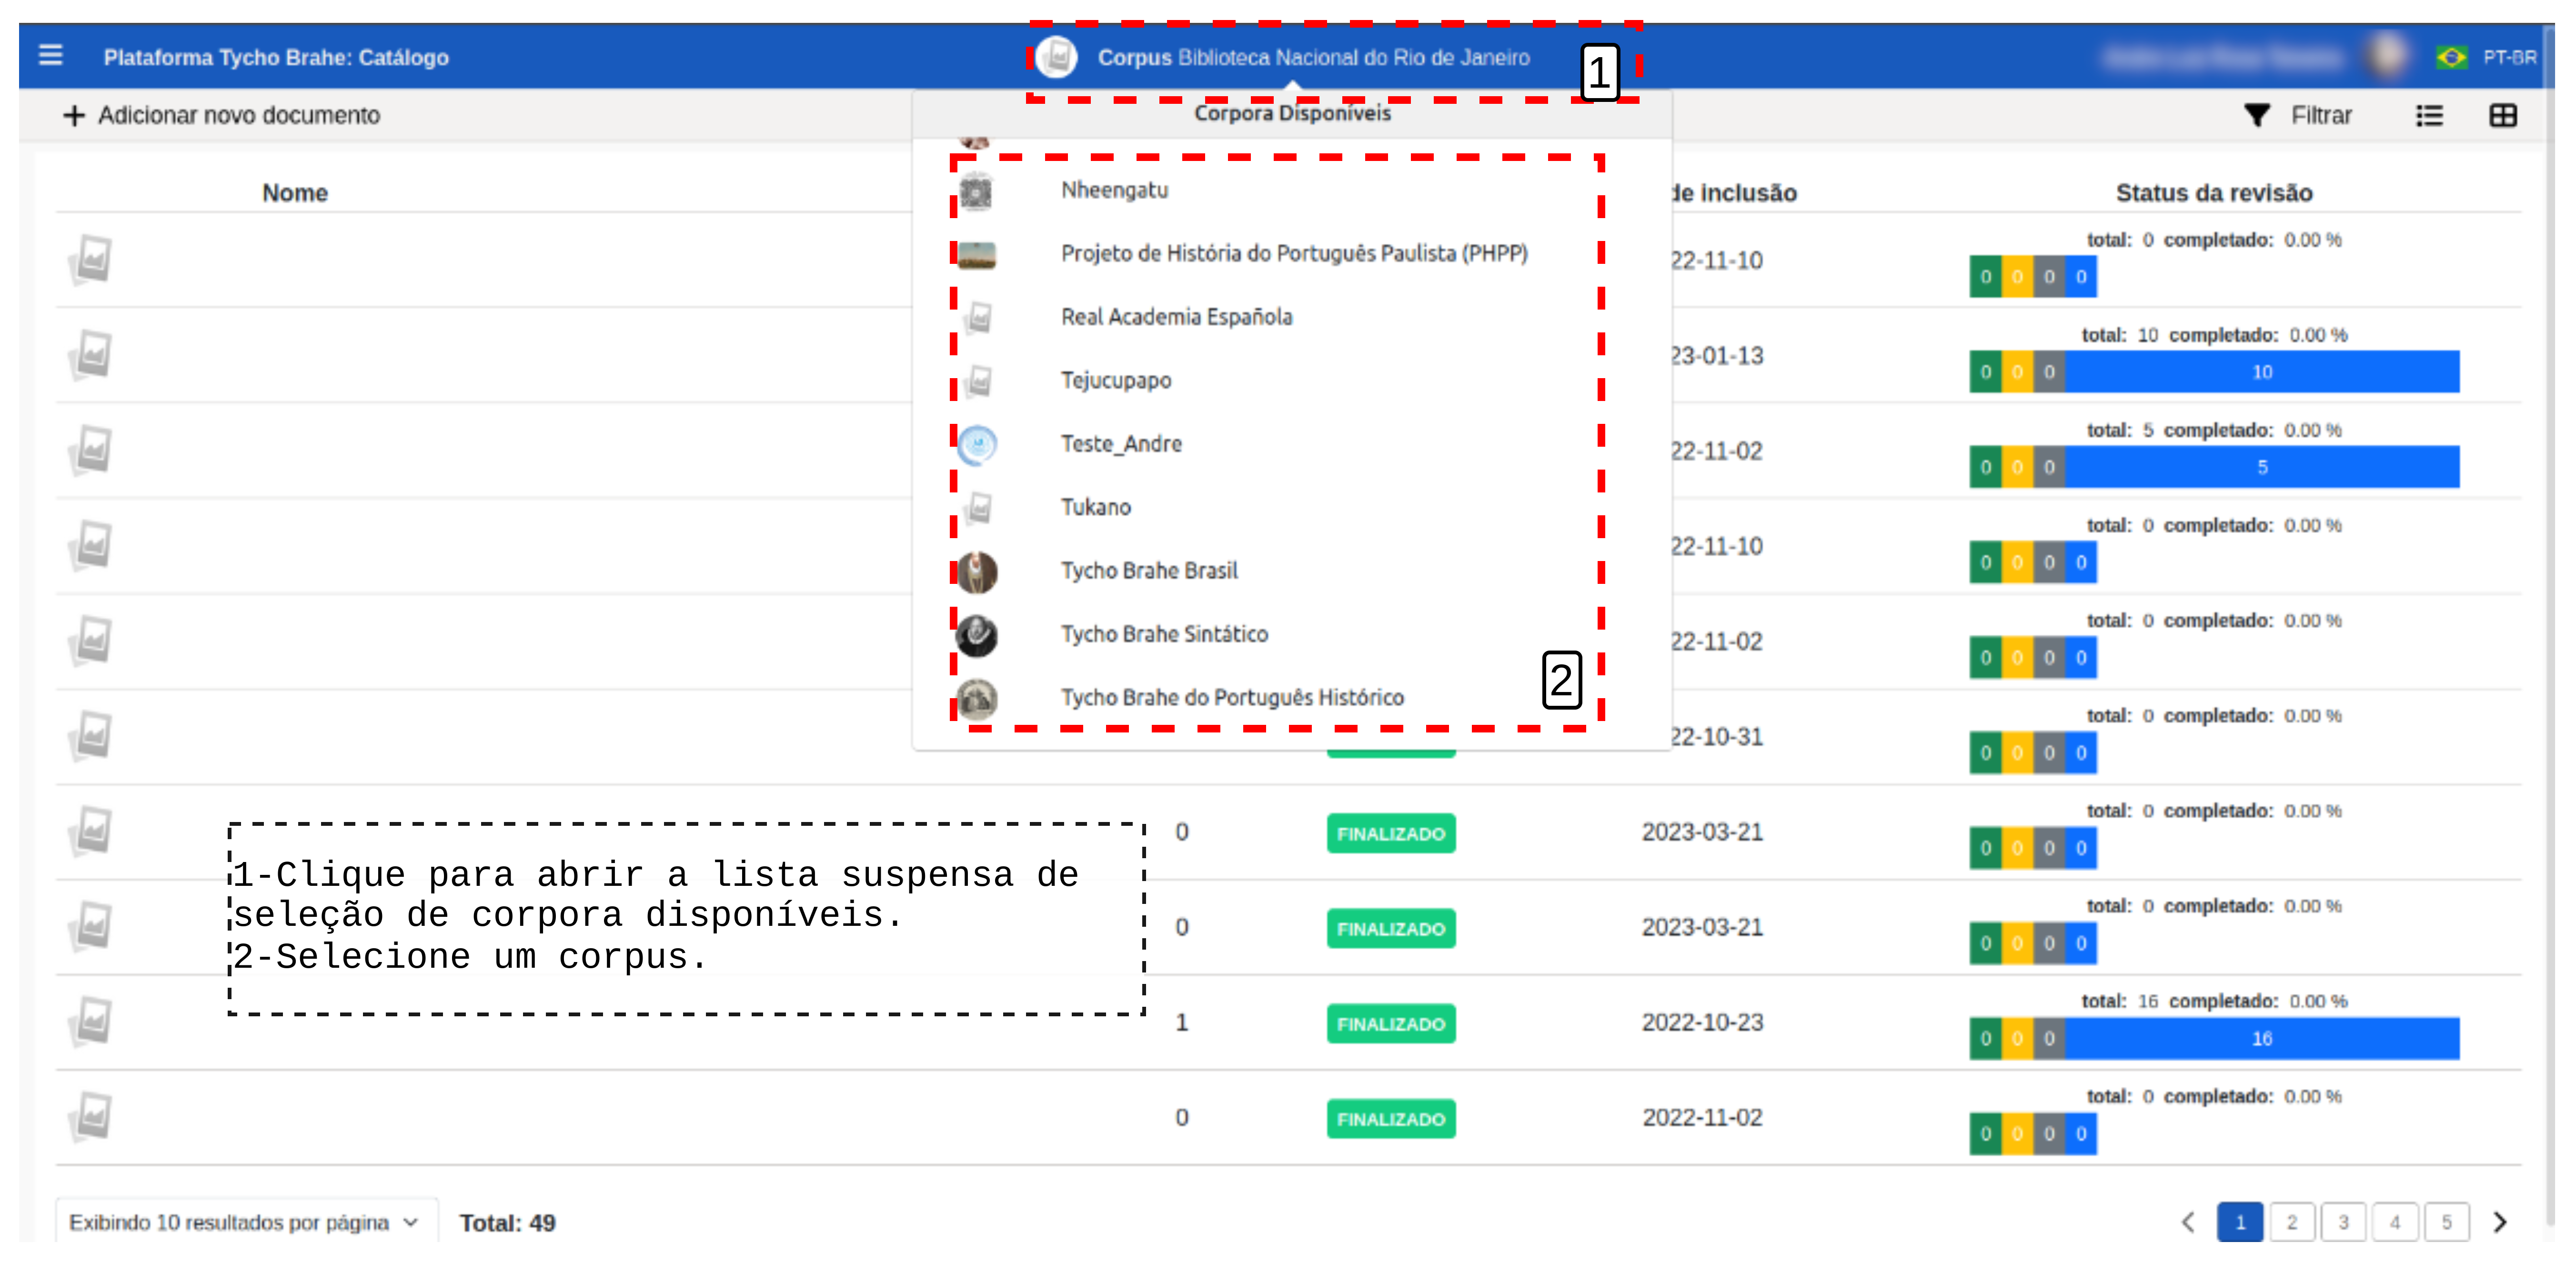 Plataforma Tycho Brahe: Catálogo
Corpus Biblioteca Nacional do Rio de Janeiro
1
PT-BR
+ Adicionar novo documento
Corpora Disponíveis
Filtrar
Nome
de inclusão
Status da revisão
Nheengatu
Projeto de História do Português Paulista (PHPP)
Real Academia Española
Tejucupapo
Teste_Andre
Tukano
Tycho Brahe Brasil
Tycho Brahe Sintático
Tycho Brahe do Português Histórico
2
22-11-10
total: 0 completado: 0.00 %
0 0 0 0
23-01-13
total: 10 completado: 0.00 %
0 0 0 10
22-11-02
total: 5 completado: 0.00 %
0 0 0 5
22-11-10
total: 0 completado: 0.00 %
0 0 0 0
22-11-02
total: 0 completado: 0.00 %
0 0 0 0
22-10-31
total: 0 completado: 0.00 %
0 0 0 0
0 FINALIZADO 2023-03-21
total: 0 completado: 0.00 %
0 0 0 0
1-Clique para abrir a lista suspensa de
seleção de corpora disponíveis.
2-Selecione um corpus.
0 FINALIZADO 2023-03-21
total: 0 completado: 0.00 %
0 0 0 0
1 FINALIZADO 2022-10-23
total: 16 completado: 0.00 %
0 0 0 16
0 FINALIZADO 2022-11-02
total: 0 completado: 0.00 %
0 0 0 0
Exibindo 10 resultados por página
Total: 49
1 2 3 4 5